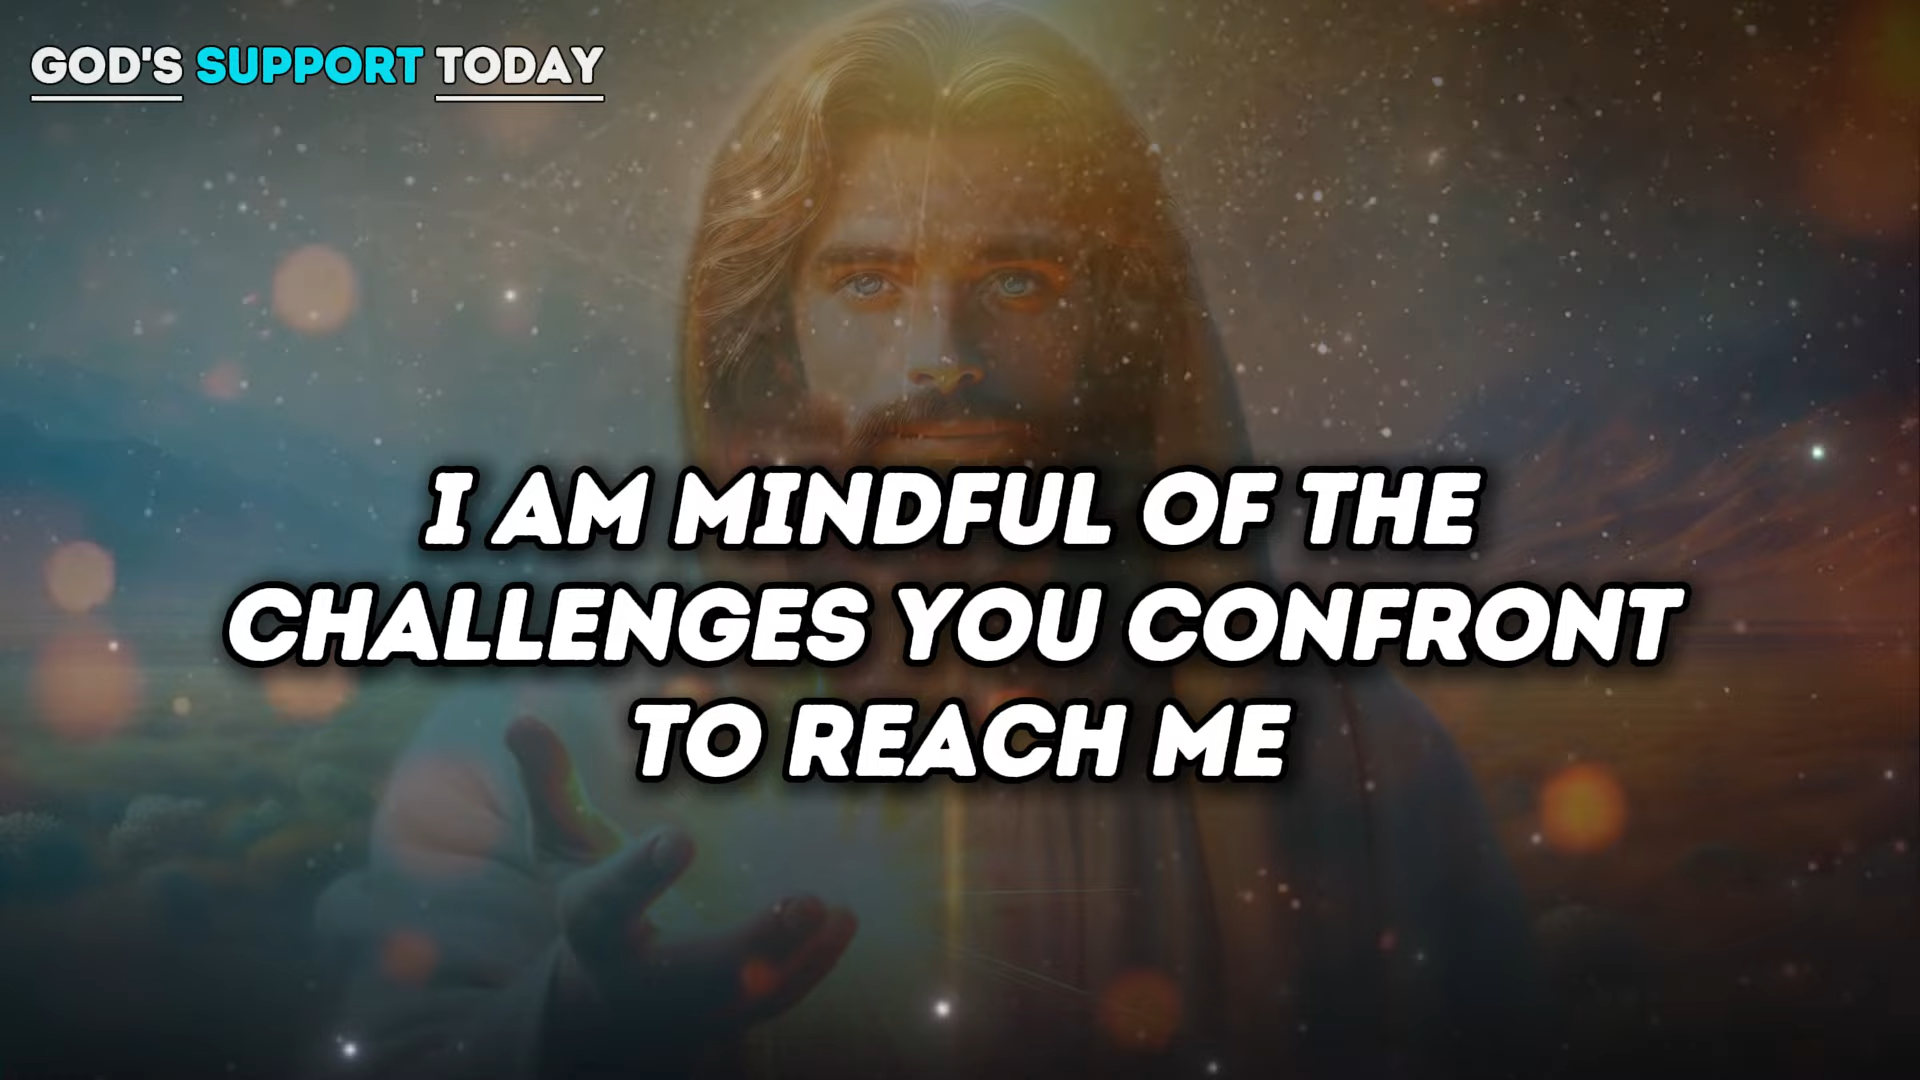 GOD'S SUPPORT TODAY
I AM MINDFUL OF THE
CHALLENGES YOU CONFRONT
TO REACH ME